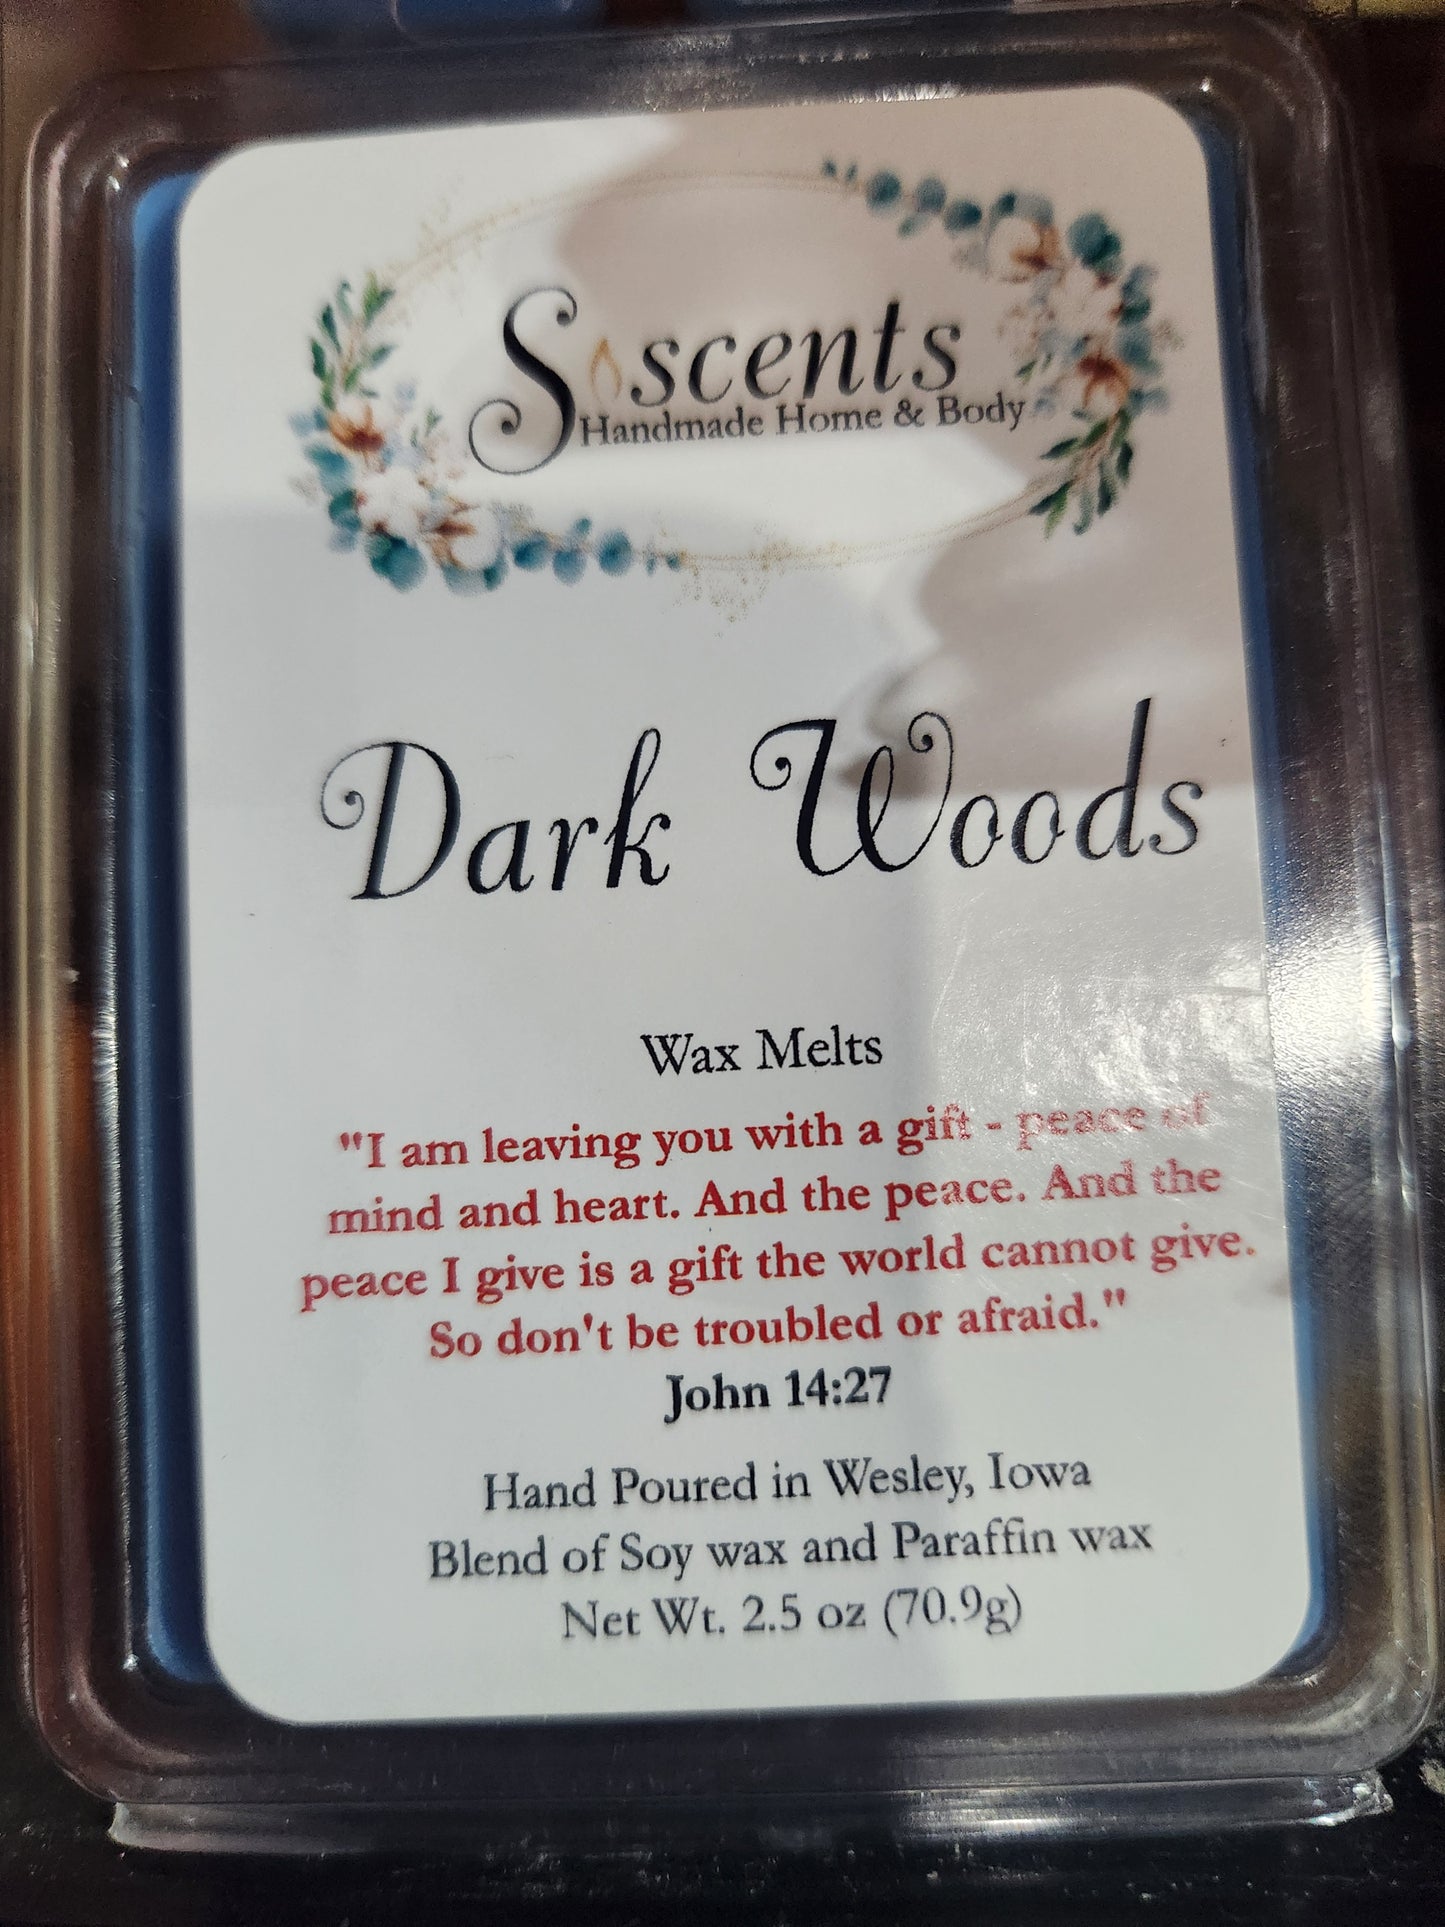 S scents
Handmade Home & Body
Dark Woods
Wax Melts
"I am leaving you with a gift - peace of
mind and heart. And the peace. And the
peace I give is a gift the world cannot give.
So don't be troubled or afraid."
John 14:27
Hand Poured in Wesley, Iowa
Blend of Soy wax and Paraffin wax
Net Wt. 2.5 oz (70.9g)